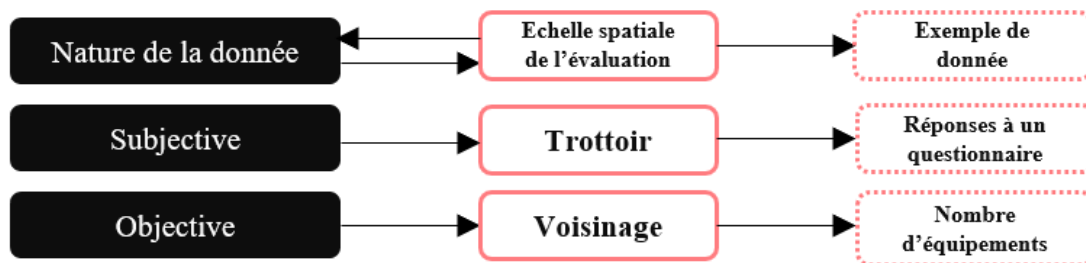 Nature de la donnée
Echelle spatiale
de l’évaluation
Exemple de
donnée
Subjective
Trottoir
Réponses à un
questionnaire
Objective
Voisinage
Nombre
d’équipements